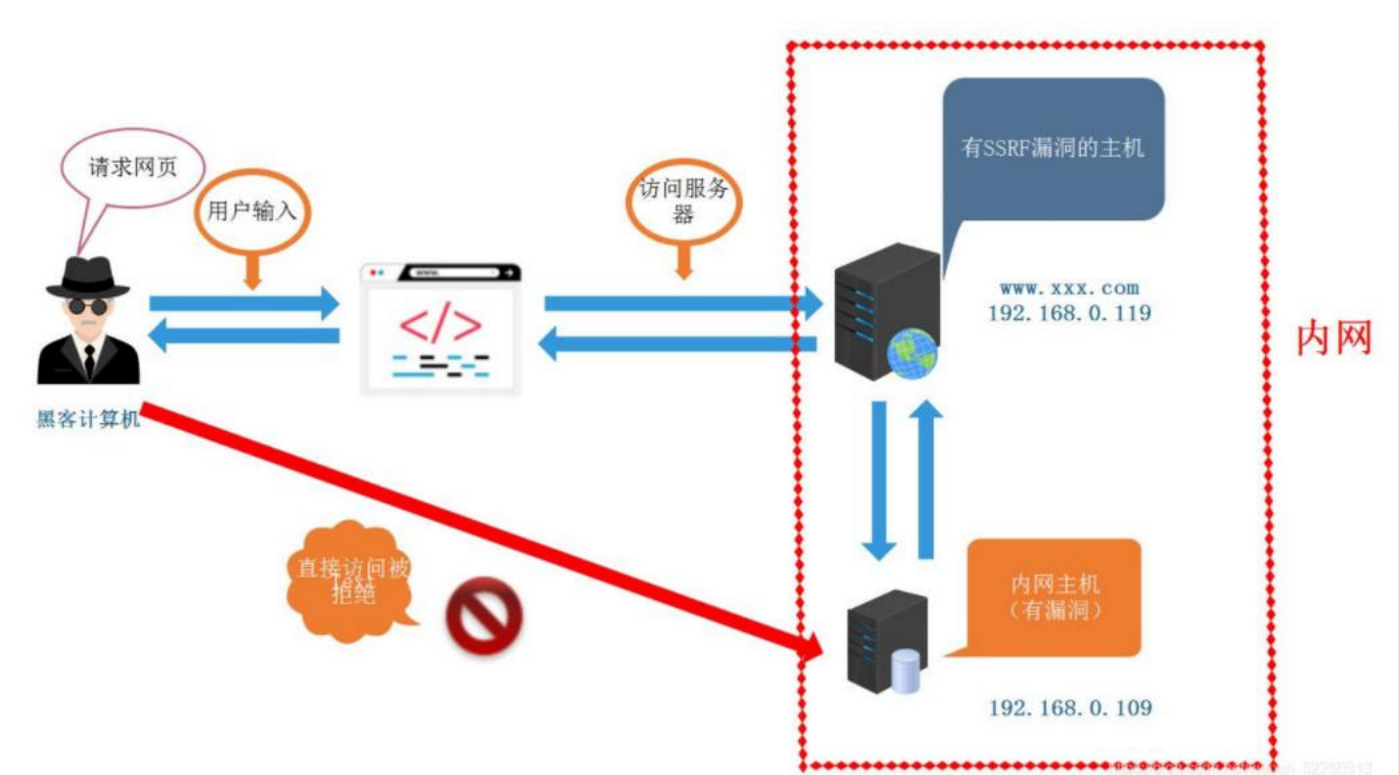 请求网页
用户输入
访问服务
器
有SSRF漏洞的主机
www.
www.xxx.com
192.168.0.119
内网
黑客计算机
直接访问被
Text
拒绝
内网主机
（有漏洞）
192.168.0.109